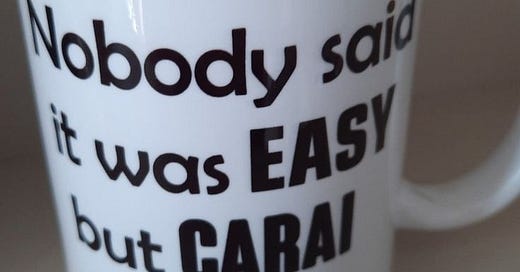 Nobody said
it was EASY
but CARAI